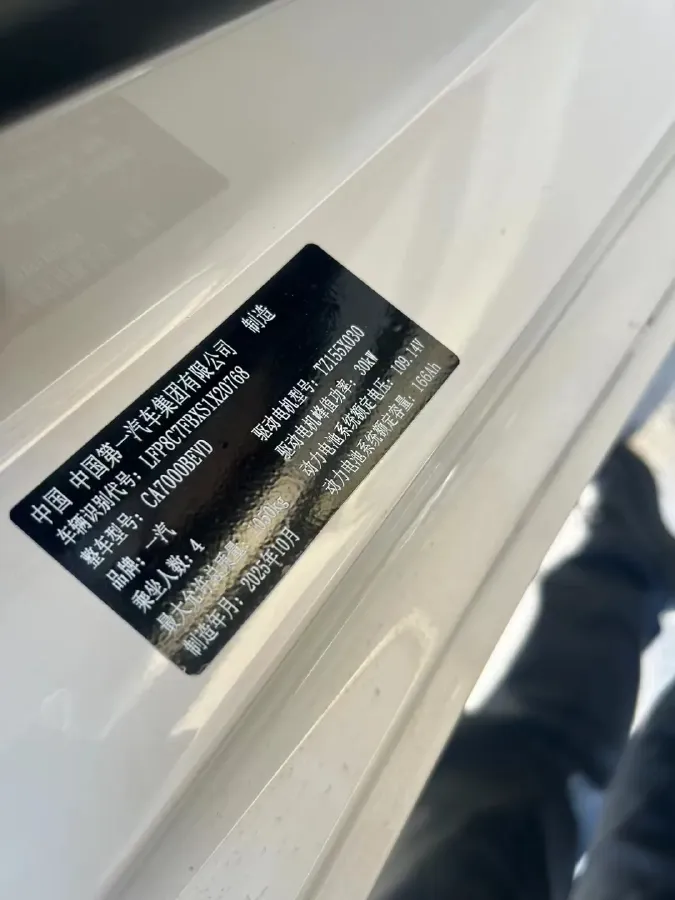 中国 中国第一汽车集团有限公司 制造
车辆识别代号: LFP8C7FBXS1K20768
整车型号: CA7000BEVD 驱动电机型号: TZ155X030
品牌: 一汽 驱动电机峰值功率: 30kW
乘坐人数: 4 动力电池系统额定电压: 109.14V
最大允许总质量: kg 动力电池系统额定容量: 166Ah
制造年月: 2025年10月